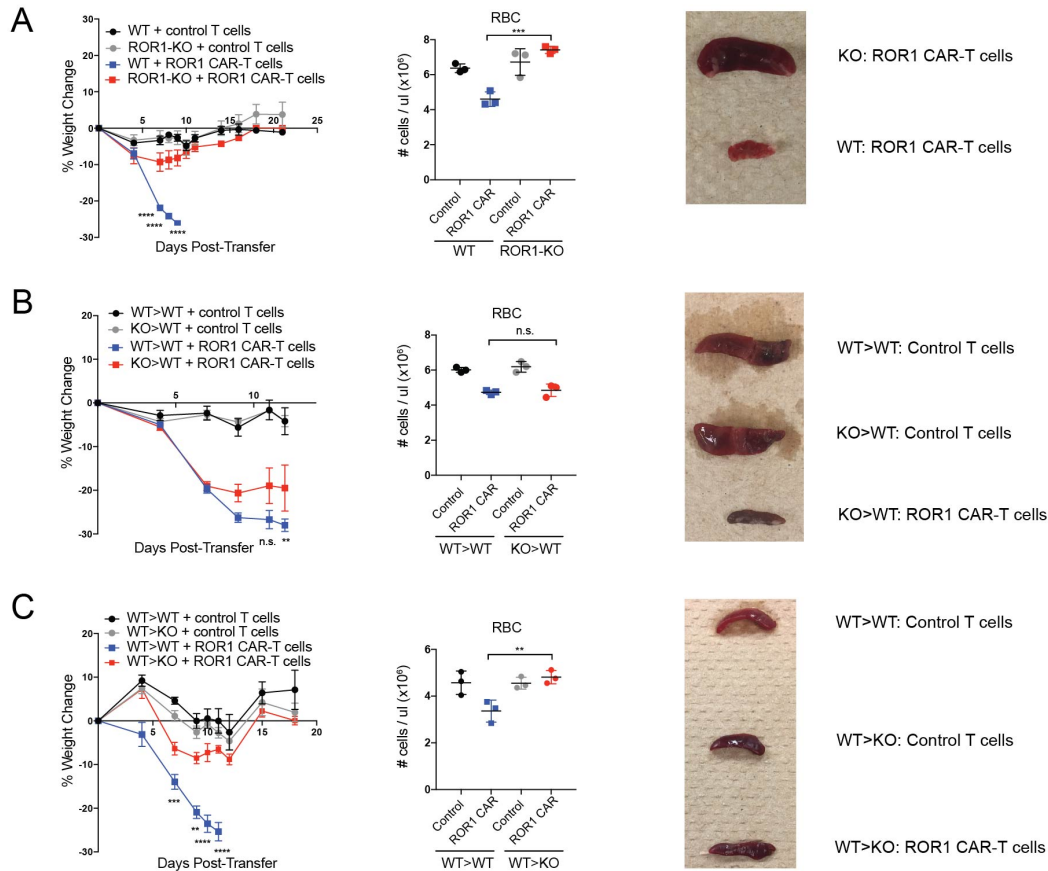 A
WT + control T cells
ROR1-KO + control T cells
WT + ROR1 CAR-T cells
ROR1-KO + ROR1 CAR-T cells
% Weight Change
20
10
0
-10
-20
-30
5
10
15
20
25
****
****
****
Days Post-Transfer
RBC
***
# cells / ul (x10⁶)
8
6
4
2
0
Control
ROR1 CAR
Control
ROR1 CAR
WT
ROR1-KO
KO: ROR1 CAR-T cells
WT: ROR1 CAR-T cells
B
WT>WT + control T cells
KO>WT + control T cells
WT>WT + ROR1 CAR-T cells
KO>WT + ROR1 CAR-T cells
% Weight Change
20
10
0
-10
-20
-30
5
10
n.s.
**
Days Post-Transfer
RBC
n.s.
# cells / ul (x10⁶)
8
6
4
2
0
Control
ROR1 CAR
Control
ROR1 CAR
WT>WT
KO>WT
WT>WT: Control T cells
KO>WT: Control T cells
KO>WT: ROR1 CAR-T cells
C
WT>WT + control T cells
WT>KO + control T cells
WT>WT + ROR1 CAR-T cells
WT>KO + ROR1 CAR-T cells
% Weight Change
20
10
0
-10
-20
-30
5
10
15
20
***
**
****
****
Days Post-Transfer
RBC
**
# cells / ul (x10⁶)
6
4
2
0
Control
ROR1 CAR
Control
ROR1 CAR
WT>WT
WT>KO
WT>WT: Control T cells
WT>KO: Control T cells
WT>KO: ROR1 CAR-T cells